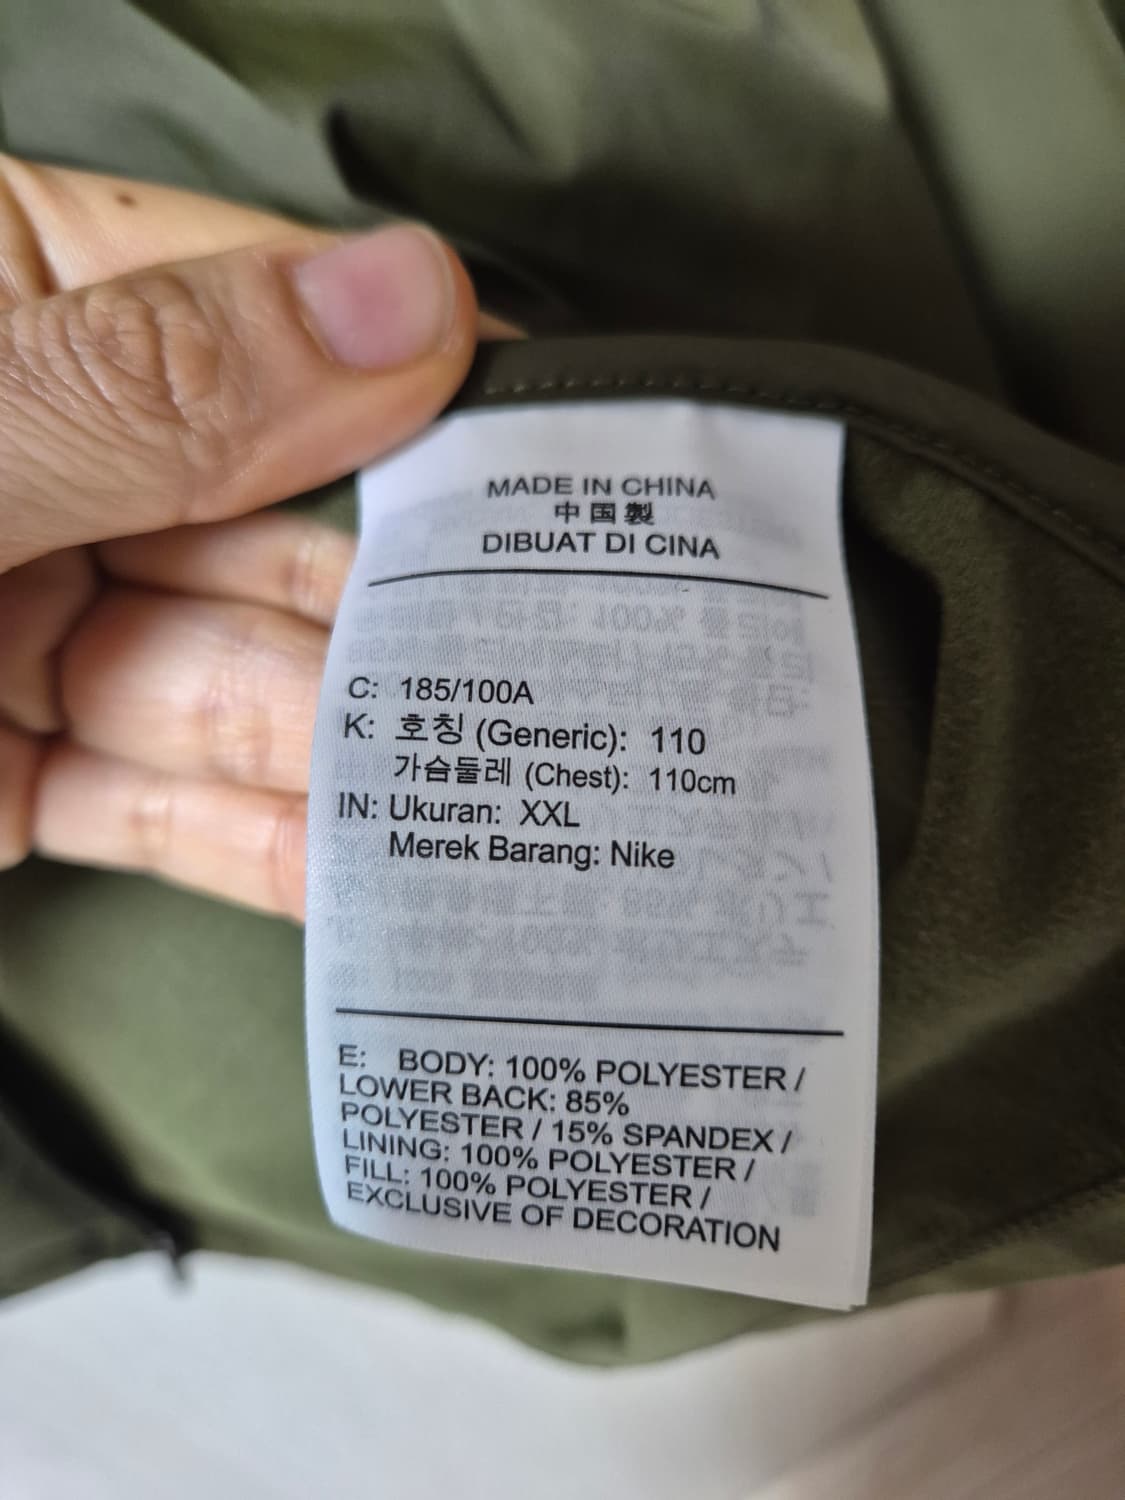 MADE IN CHINA
中国製
DIBUAT DI CINA
C: 185/100A
K: 호칭 (Generic): 110
가슴둘레 (Chest): 110cm
IN: Ukuran: XXL
Merek Barang: Nike
E: BODY: 100% POLYESTER /
LOWER BACK: 85%
POLYESTER / 15% SPANDEX /
LINING: 100% POLYESTER /
FILL: 100% POLYESTER /
EXCLUSIVE OF DECORATION